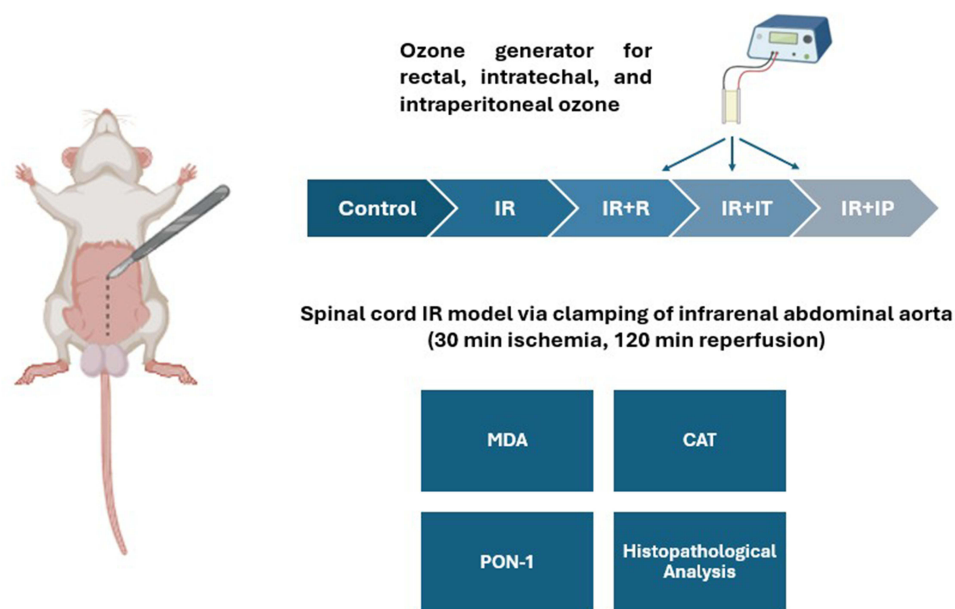 Ozone generator for
rectal, intratechal, and
intraperitoneal ozone
Control
IR
IR+R
IR+IT
IR+IP
Spinal cord IR model via clamping of infrarenal abdominal aorta
(30 min ischemia, 120 min reperfusion)
MDA
CAT
PON-1
Histopathological
Analysis